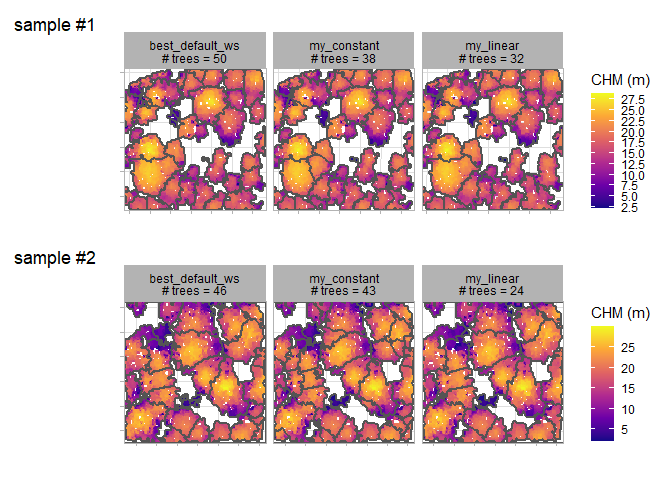 sample #1
best_default_ws
# trees = 50
my_constant
# trees = 38
my_linear
# trees = 32
CHM (m)
27.5
25.0
22.5
20.0
17.5
15.0
12.5
10.0
7.5
5.0
2.5
sample #2
best_default_ws
# trees = 46
my_constant
# trees = 43
my_linear
# trees = 24
CHM (m)
25
20
15
10
5